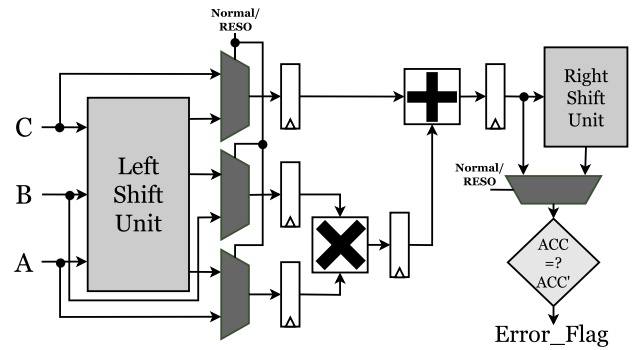 Normal/
RESO
C
B
A
Left
Shift
Unit
Right
Shift
Unit
Normal/
RESO
ACC
=?
ACC'
Error_Flag